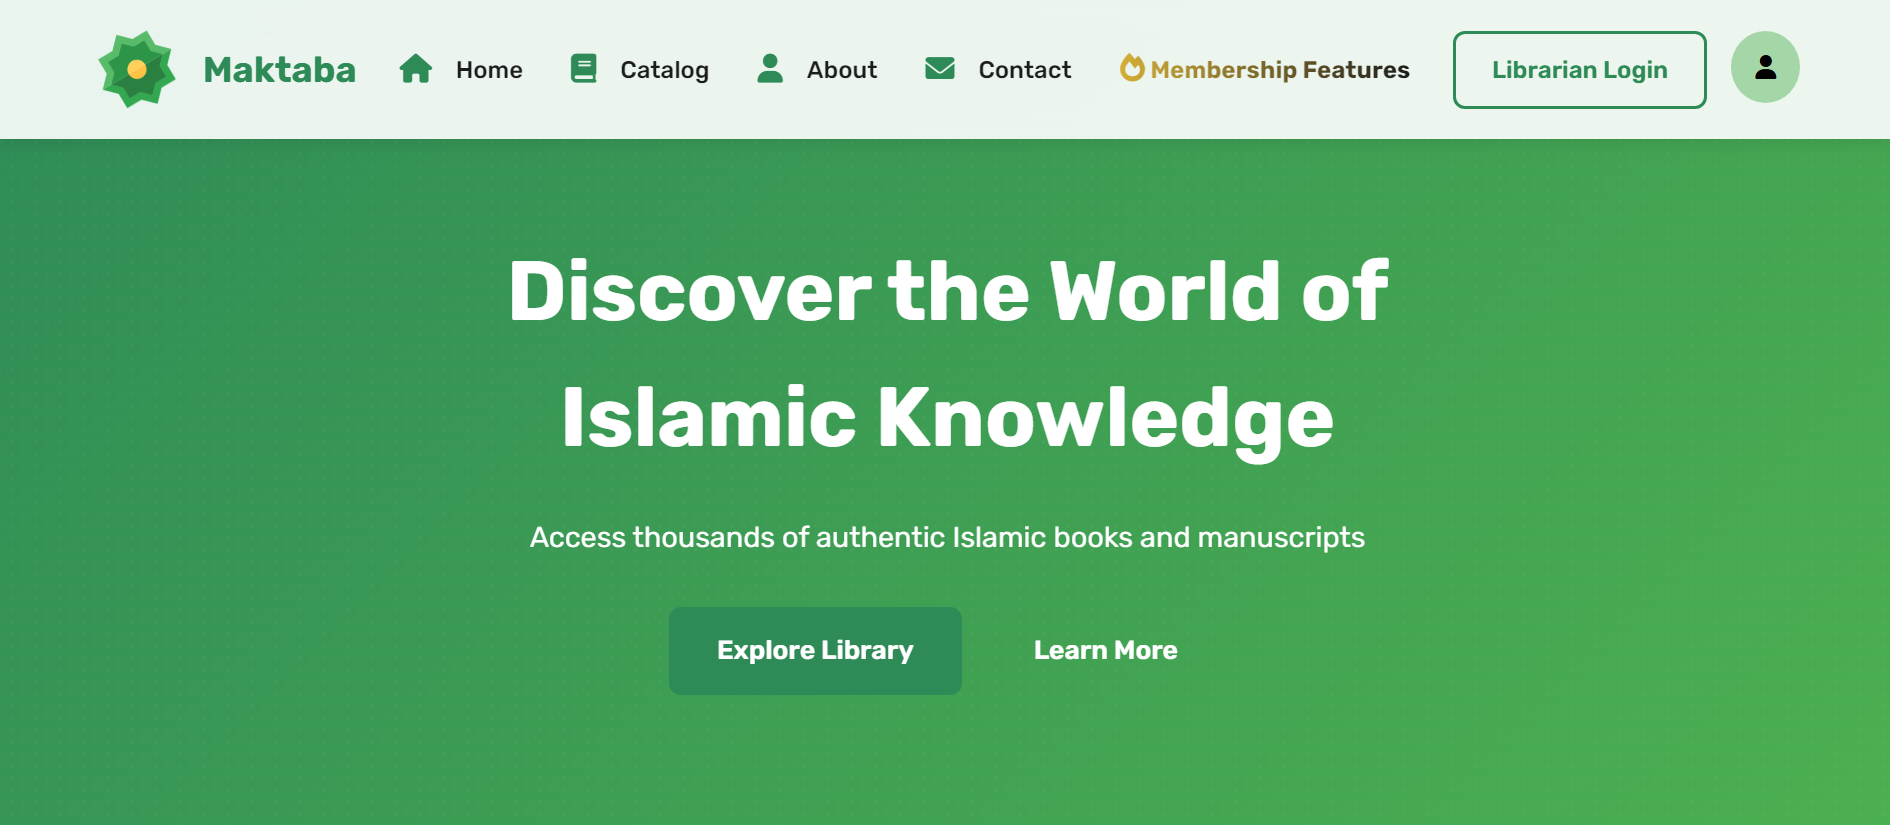 Maktaba
Home
Catalog
About
Contact
Membership Features
Librarian Login
Discover the World of
Islamic Knowledge
Access thousands of authentic Islamic books and manuscripts
Explore Library
Learn More